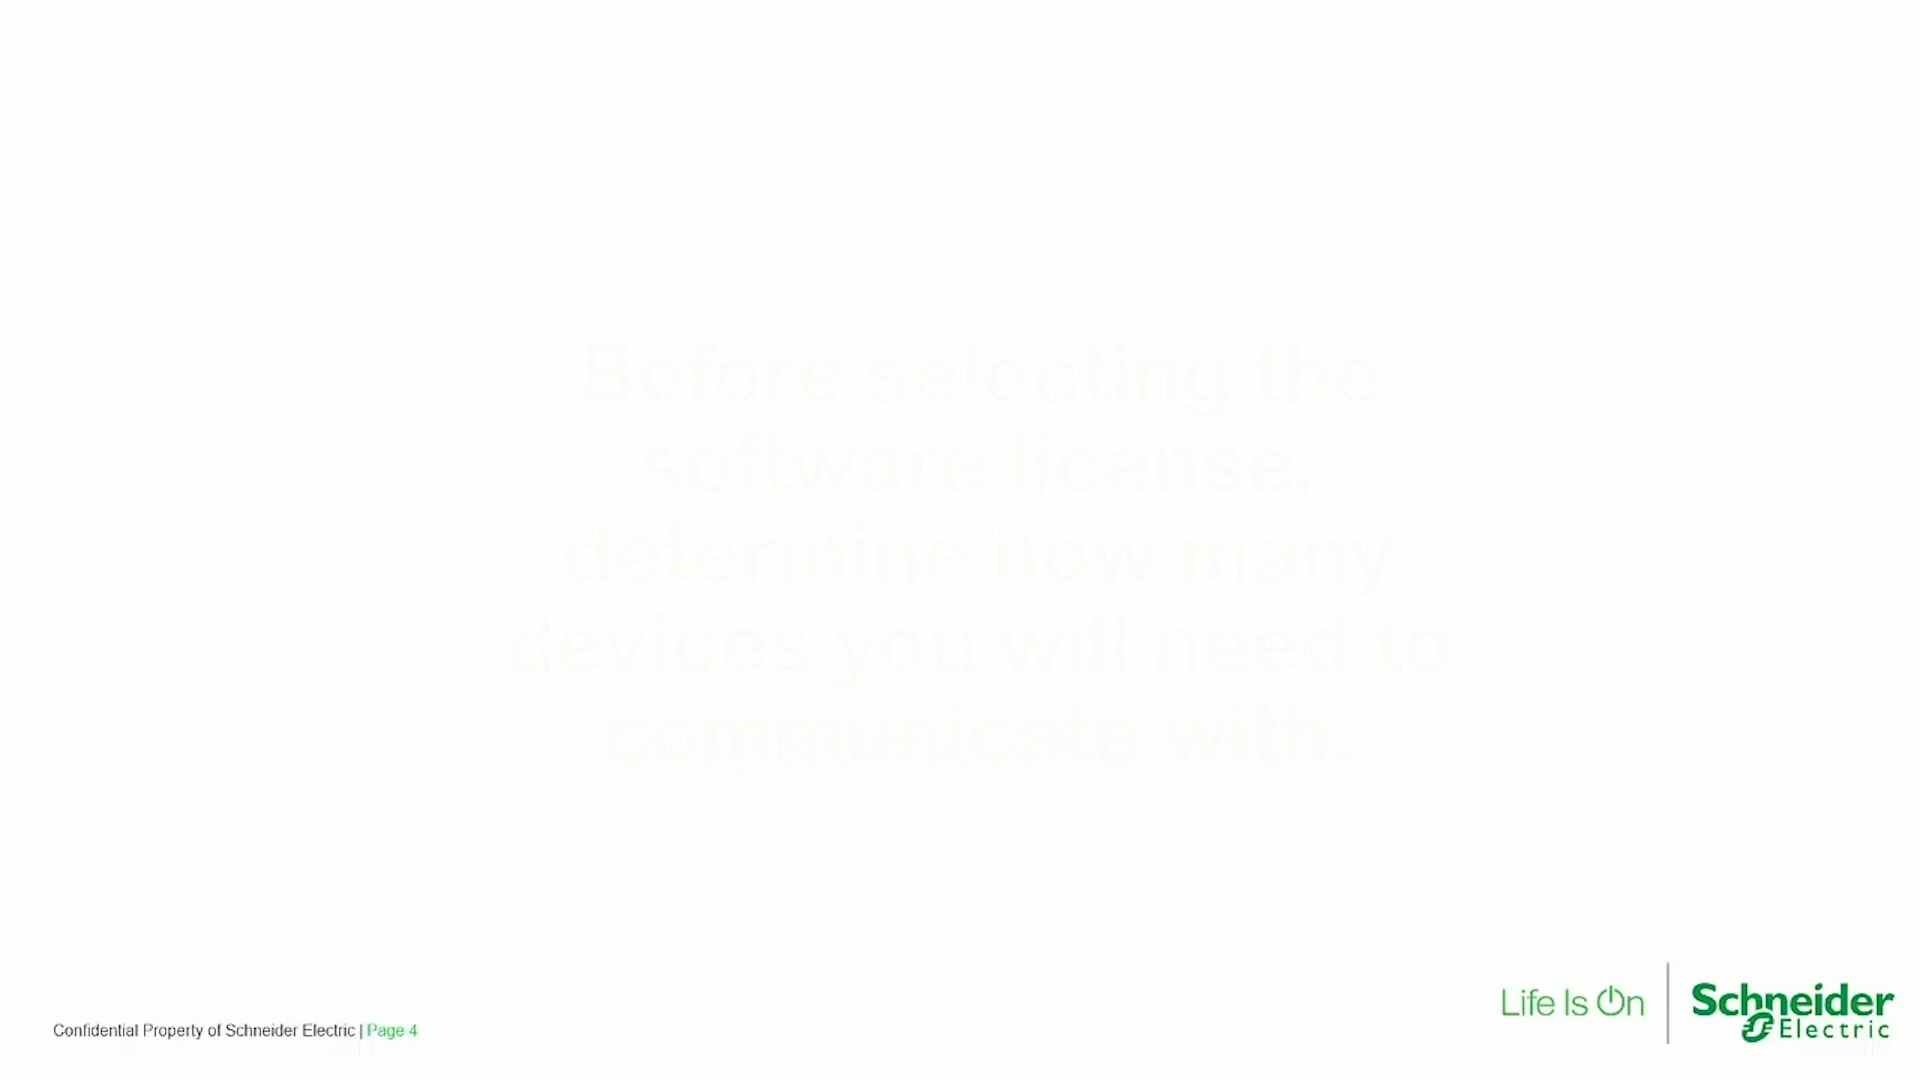 Before selecting the
software license,
determine how many
devices you will need to
communicate with.
Confidential Property of Schneider Electric | Page 4
Life Is On
Schneider
Electric